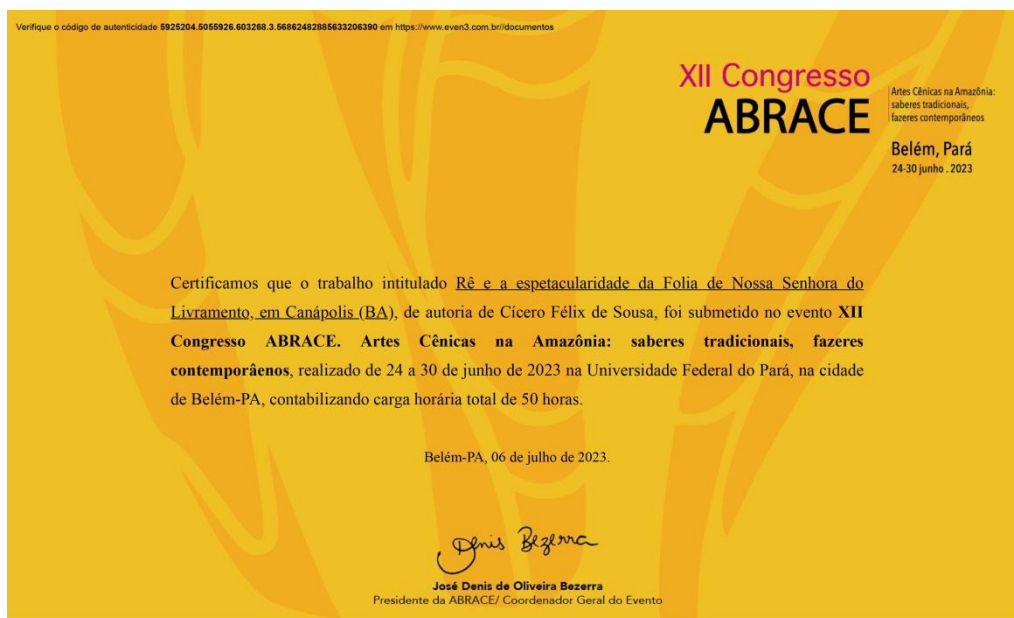 Verifique o código de autenticidade 5925204.5055926.603268.3.56862482885633206390 em https://www.even3.com.br//documentos
XII Congresso
ABRACE
Artes Cênicas na Amazônia:
saberes tradicionais,
fazeres contemporâneos
Belém, Pará
24-30 junho . 2023
Certificamos que o trabalho intitulado Rê e a espetacularidade da Folia de Nossa Senhora do
Livramento, em Canápolis (BA), de autoria de Cícero Félix de Sousa, foi submetido no evento XII
Congresso ABRACE. Artes Cênicas na Amazônia: saberes tradicionais, fazeres
contemporâenos, realizado de 24 a 30 de junho de 2023 na Universidade Federal do Pará, na cidade
de Belém-PA, contabilizando carga horária total de 50 horas.
Belém-PA, 06 de julho de 2023.
Denis Bezerra
José Denis de Oliveira Bezerra
Presidente da ABRACE/ Coordenador Geral do Evento